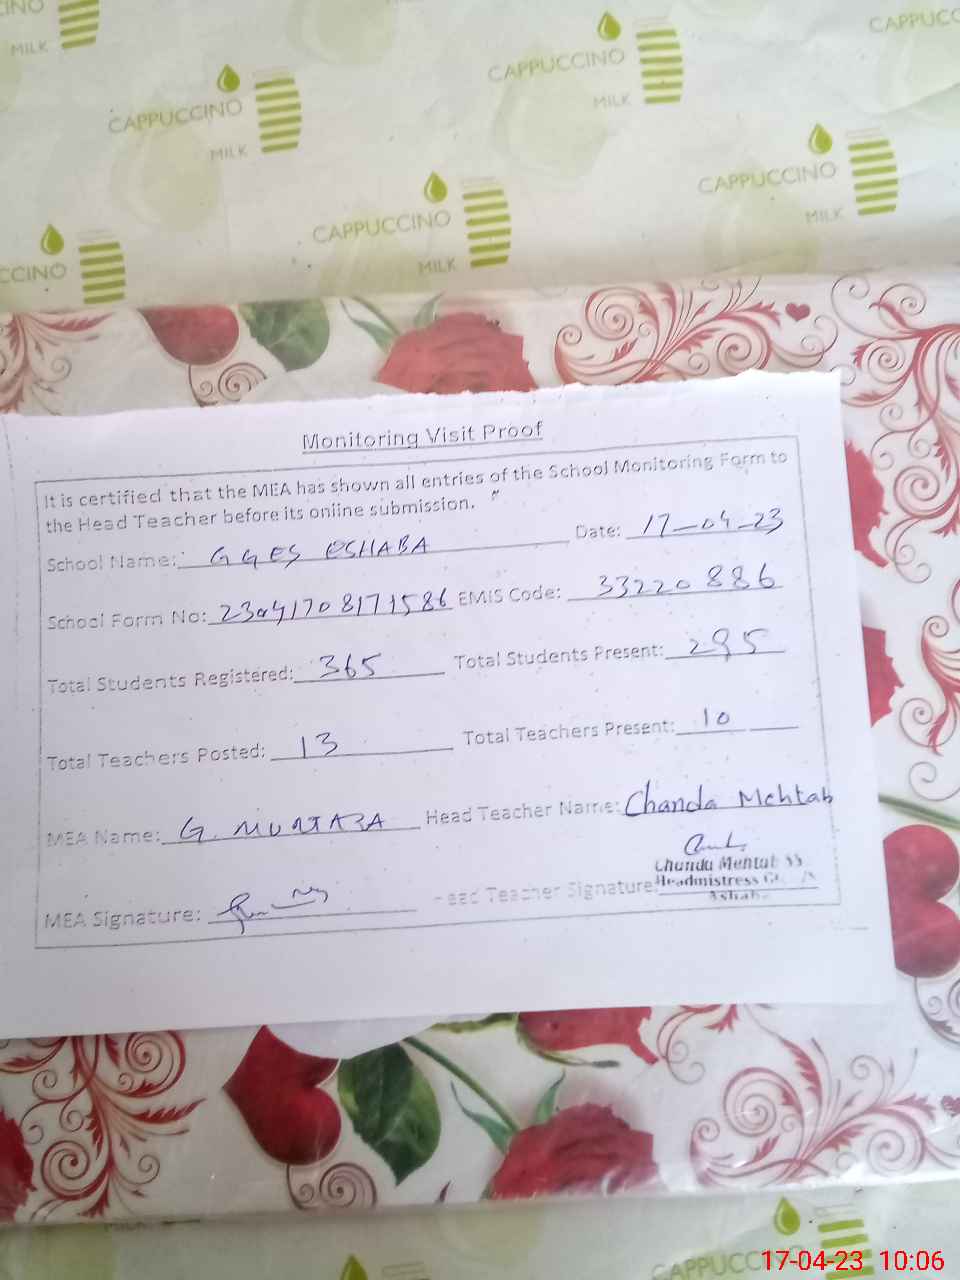 CAPPUCCINO
MILK
CAPPUCCINO
MILK
CAPPUCCINO
MILK
CAPPUCCINO
MILK
CAPPUCCINO
MILK
Monitoring Visit Proof
It is certified that the MEA has shown all entries of the School Monitoring Form to
the Head Teacher before its online submission.
School Name: GGES ESHABA Date: 17-04-23
School Form No: EMIS Code: 33220886
Total Students Registered: 365 Total Students Present: 295
Total Teachers Posted: 13 Total Teachers Present: 10
MEA Name: G. MURTAZA Head Teacher Name: Chanda Mehtab
Chanda Mehtab
MEA Signature: Head Teacher Signature: Headmistress
CAPPUCCINO
17-04-23 10:06